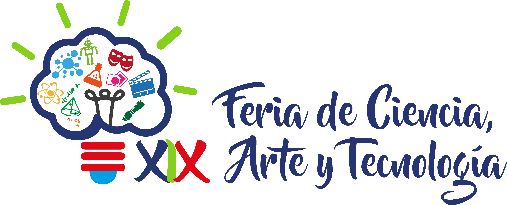 Feria de Ciencia,
XIX Arte y Tecnología